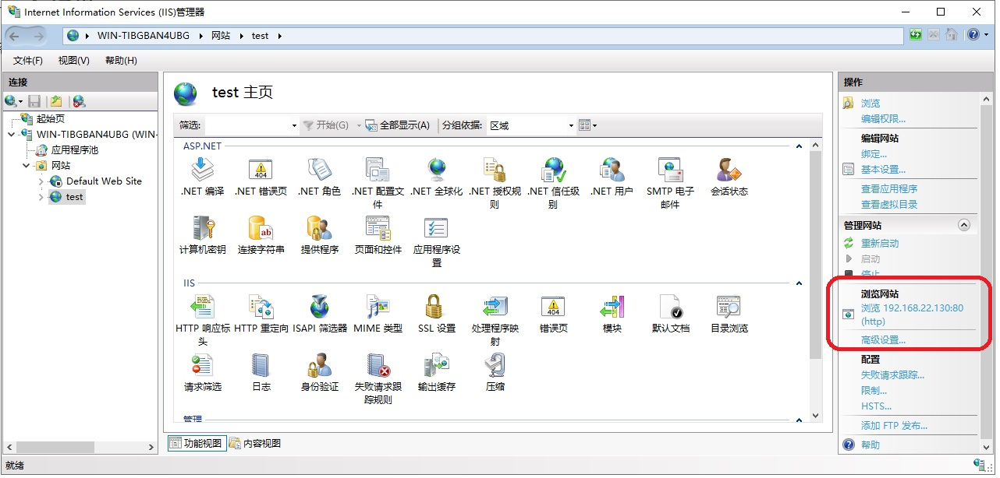 Internet Information Services (IIS)管理器
WIN-TIBGBAN4UBG 网站 test
文件(F) 视图(V) 帮助(H)
连接
起始页
WIN-TIBGBAN4UBG (WIN-
应用程序池
网站
Default Web Site
test
test 主页
筛选: 开始(G) 全部显示(A) 分组依据: 区域
ASP.NET
.NET 编译 .NET 错误页 .NET 角色 .NET 配置文件 .NET 全球化 .NET 授权规则 .NET 信任级别 .NET 用户 SMTP 电子邮件 会话状态
计算机密钥 连接字符串 提供程序 页面和控件 应用程序设置
IIS
HTTP 响应标头 HTTP 重定向 ISAPI 筛选器 MIME 类型 SSL 设置 处理程序映射 错误页 模块 默认文档 目录浏览
404
404
ab
请求筛选 日志 身份验证 失败请求跟踪规则 输出缓存 压缩
管理
功能视图 内容视图
操作
浏览
编辑权限...
编辑网站
绑定...
基本设置...
查看应用程序
查看虚拟目录
管理网站
重新启动
启动
停止
浏览网站
浏览 192.168.22.130:80
(http)
高级设置...
配置
失败请求跟踪...
限制...
HSTS...
添加 FTP 发布...
帮助
就绪